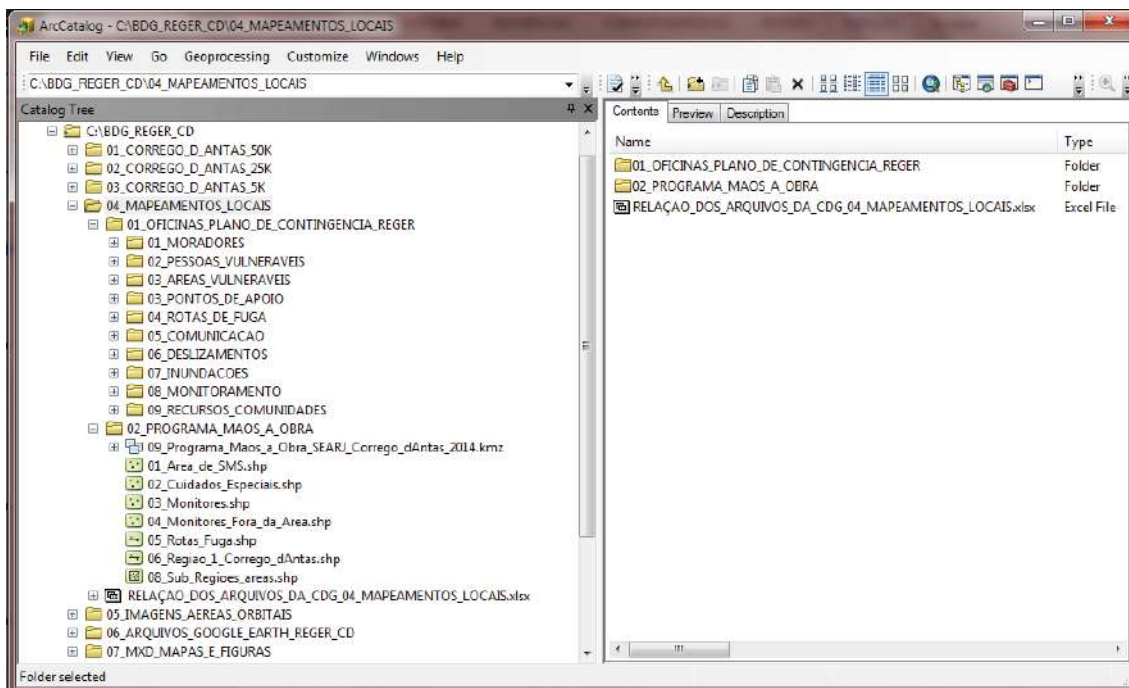 ArcCatalog - C:\BDG_REGER_CD\04_MAPEAMENTOS_LOCAIS
File Edit View Go Geoprocessing Customize Windows Help
C:\BDG_REGER_CD\04_MAPEAMENTOS_LOCAIS
Catalog Tree
C:\BDG_REGER_CD
01_CORREGO_D_ANTAS_50K
02_CORREGO_D_ANTAS_25K
03_CORREGO_D_ANTAS_5K
04_MAPEAMENTOS_LOCAIS
01_OFICINAS_PLANO_DE_CONTINGENCIA_REGER
01_MORADORES
02_PESSOAS_VULNERAVEIS
03_AREAS_VULNERAVEIS
03_PONTOS_DE_APOIO
04_ROTAS_DE_FUGA
05_COMUNICACAO
06_DESLIZAMENTOS
07_INUNDACOES
08_MONITORAMENTO
09_RECURSOS_COMUNIDADES
02_PROGRAMA_MAOS_A_OBRA
09_Programa_Maos_a_Obra_SEARJ_Corrego_dAntas_2014.kmz
01_Area_de_SMS.shp
02_Cuidados_Especiais.shp
03_Monitores.shp
04_Monitores_Fora_da_Area.shp
05_Rotas_Fuga.shp
06_Regiao_1_Corrego_dAntas.shp
08_Sub_Regioes_areas.shp
RELAÇAO_DOS_ARQUIVOS_DA_CDG_04_MAPEAMENTOS_LOCAIS.xlsx
05_IMAGENS_AEREAS_ORBITAIS
06_ARQUIVOS_GOOGLE_EARTH_REGER_CD
07_MXD_MAPAS_E_FIGURAS
Contents Preview Description
Name Type
01_OFICINAS_PLANO_DE_CONTINGENCIA_REGER Folder
02_PROGRAMA_MAOS_A_OBRA Folder
RELAÇAO_DOS_ARQUIVOS_DA_CDG_04_MAPEAMENTOS_LOCAIS.xlsx Excel File
Folder selected